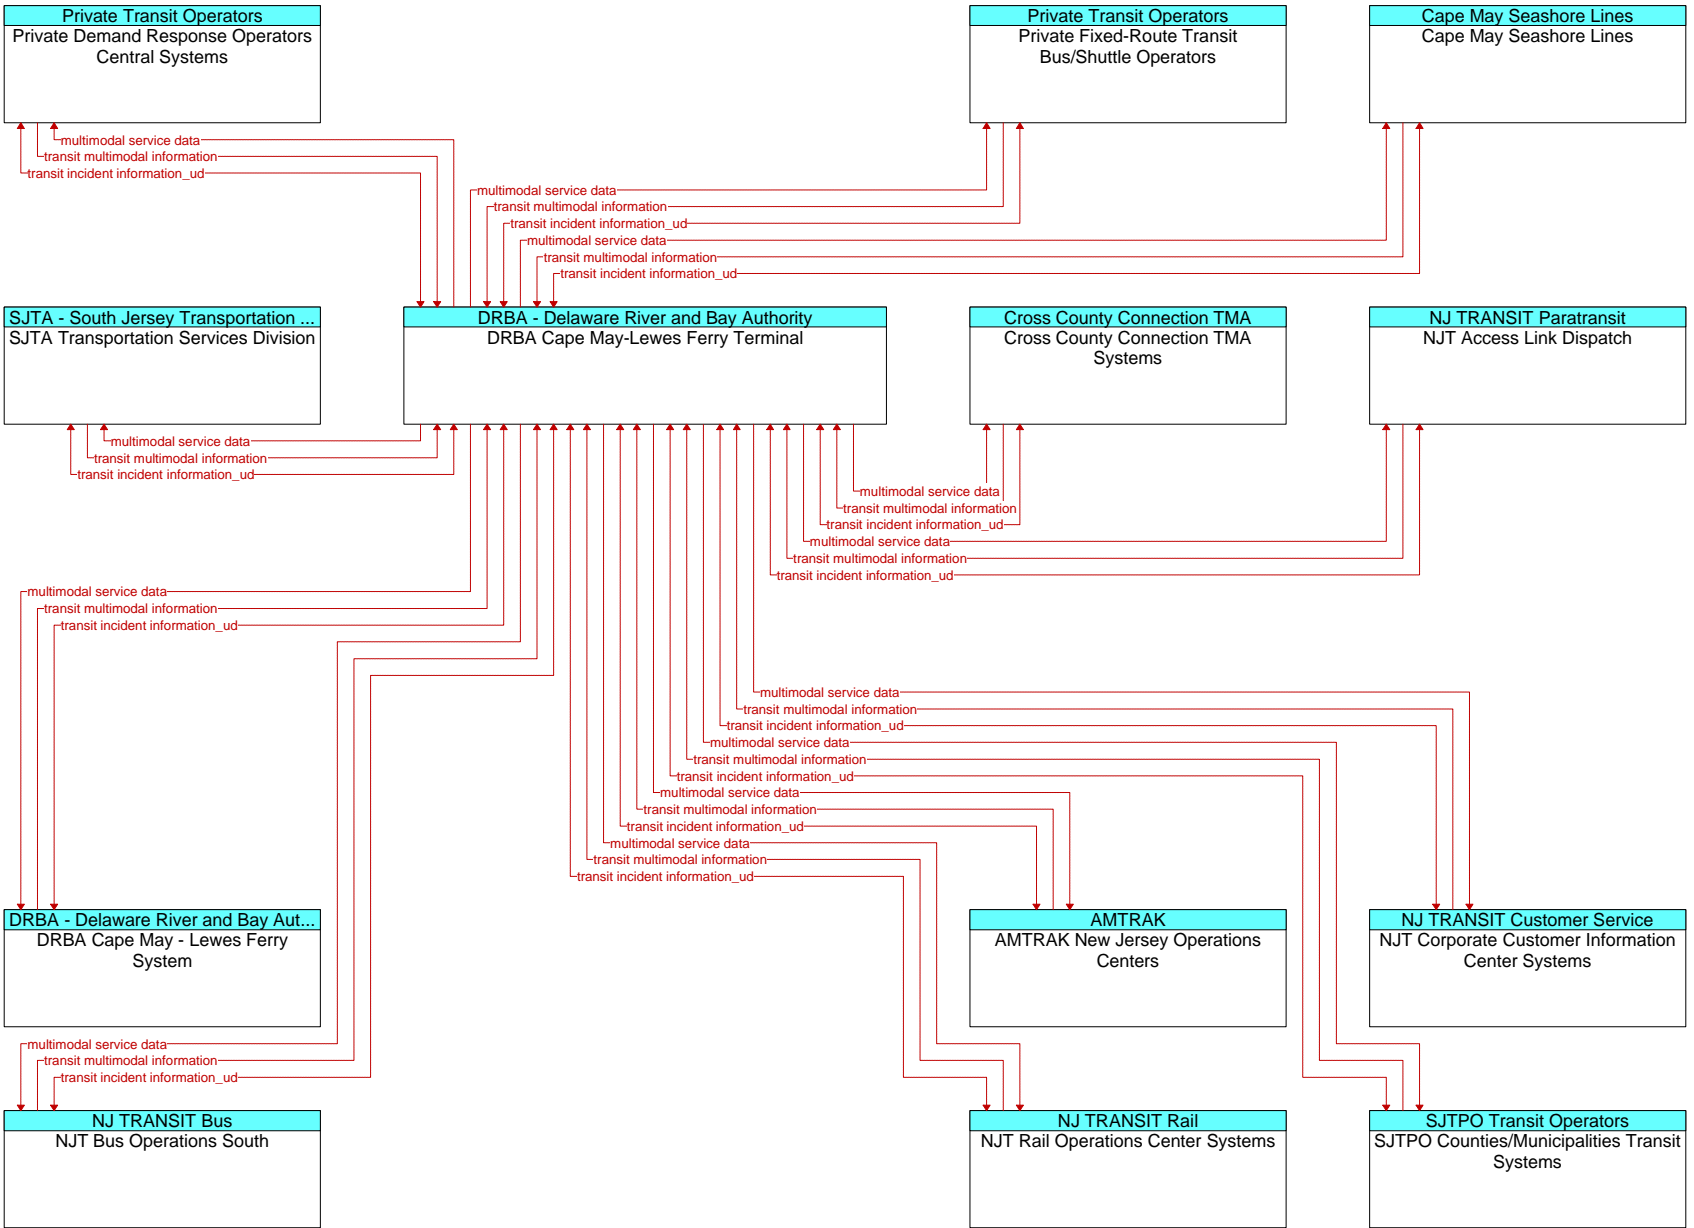 Private Transit Operators
Private Demand Response Operators
Central Systems
Private Transit Operators
Private Fixed-Route Transit
Bus/Shuttle Operators
Cape May Seashore Lines
Cape May Seashore Lines
multimodal service data
transit multimodal information
transit incident information_ud
multimodal service data
transit multimodal information
transit incident information_ud
multimodal service data
transit multimodal information
transit incident information_ud
SJTA - South Jersey Transportation ...
SJTA Transportation Services Division
DRBA - Delaware River and Bay Authority
DRBA Cape May-Lewes Ferry Terminal
Cross County Connection TMA
Cross County Connection TMA
Systems
NJ TRANSIT Paratransit
NJT Access Link Dispatch
multimodal service data
transit multimodal information
transit incident information_ud
multimodal service data
transit multimodal information
transit incident information_ud
multimodal service data
transit multimodal information
transit incident information_ud
multimodal service data
transit multimodal information
transit incident information_ud
multimodal service data
transit multimodal information
transit incident information_ud
multimodal service data
transit multimodal information
transit incident information_ud
multimodal service data
transit multimodal information
transit incident information_ud
multimodal service data
transit multimodal information
transit incident information_ud
DRBA - Delaware River and Bay Aut...
DRBA Cape May - Lewes Ferry
System
AMTRAK
AMTRAK New Jersey Operations
Centers
NJ TRANSIT Customer Service
NJT Corporate Customer Information
Center Systems
multimodal service data
transit multimodal information
transit incident information_ud
NJ TRANSIT Bus
NJT Bus Operations South
NJ TRANSIT Rail
NJT Rail Operations Center Systems
SJTPO Transit Operators
SJTPO Counties/Municipalities Transit
Systems